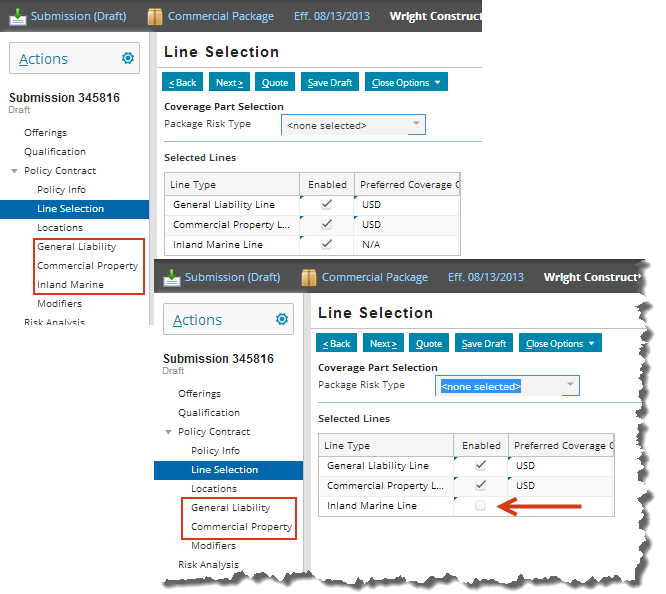 Submission (Draft) Commercial Package Eff. 08/13/2013 Wright Construct
Actions
Submission 345816
Draft
Offerings
Qualification
Policy Contract
Policy Info
Line Selection
Locations
General Liability
Commercial Property
Inland Marine
Modifiers
Risk Analysis
Line Selection
< Back Next > Quote Save Draft Close Options
Coverage Part Selection
Package Risk Type <none selected>
Selected Lines
Line Type Enabled Preferred Coverage C
General Liability Line USD
Commercial Property L... USD
Inland Marine Line N/A
Submission (Draft) Commercial Package Eff. 08/13/2013 Wright Construct
Actions
Submission 345816
Draft
Offerings
Qualification
Policy Contract
Policy Info
Line Selection
Locations
General Liability
Commercial Property
Modifiers
Risk Analysis
Line Selection
< Back Next > Quote Save Draft Close Options
Coverage Part Selection
Package Risk Type <none selected>
Selected Lines
Line Type Enabled Preferred Coverage C
General Liability Line USD
Commercial Property L... USD
Inland Marine Line